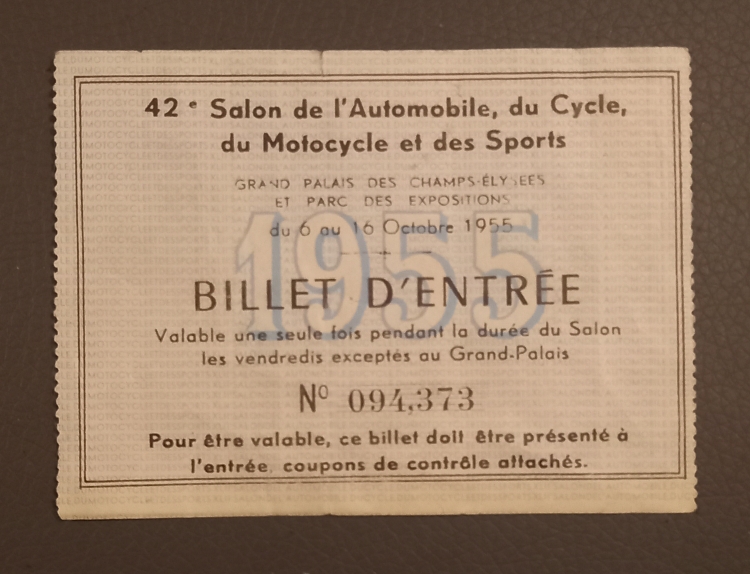 42e Salon de l'Automobile, du Cycle,
du Motocycle et des Sports
GRAND PALAIS DES CHAMPS-ÉLYSÉES
ET PARC DES EXPOSITIONS
du 6 au 16 Octobre 1955
1955
BILLET D'ENTRÉE
Valable une seule fois pendant la durée du Salon
les vendredis exceptés au Grand-Palais
Nº 094,373
Pour être valable, ce billet doit être présenté à
l'entrée, coupons de contrôle attachés.